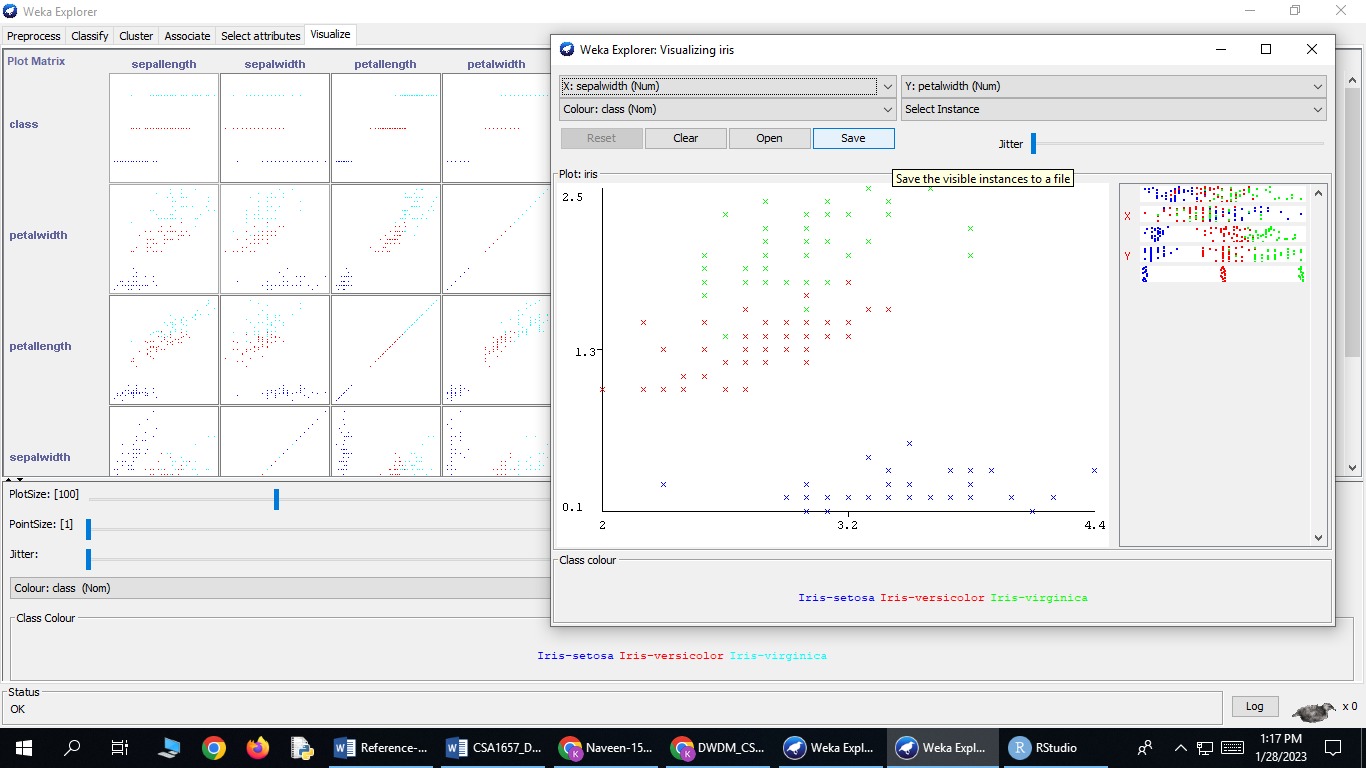 Weka Explorer
Preprocess Classify Cluster Associate Select attributes Visualize
Plot Matrix sepallength sepalwidth petallength petalwidth
class
petalwidth
petallength
sepalwidth
PlotSize: [100]
PointSize: [1]
Jitter:
Colour: class (Nom)
Class Colour
Iris-setosa Iris-versicolor Iris-virginica
Weka Explorer: Visualizing iris
X: sepalwidth (Num) Y: petalwidth (Num)
Colour: class (Nom) Select Instance
Reset Clear Open Save Jitter
Save the visible instances to a file
Plot: iris
2.5
X
Y
1.3
0.1
2 3.2 4.4
Class colour
Iris-setosa Iris-versicolor Iris-virginica
Status
OK
Log x 0
Reference-... CSA1657_D... Naveen-15... DWDM_CS... Weka Expl... Weka Expl... RStudio
K K R
1:17 PM
1/28/2023